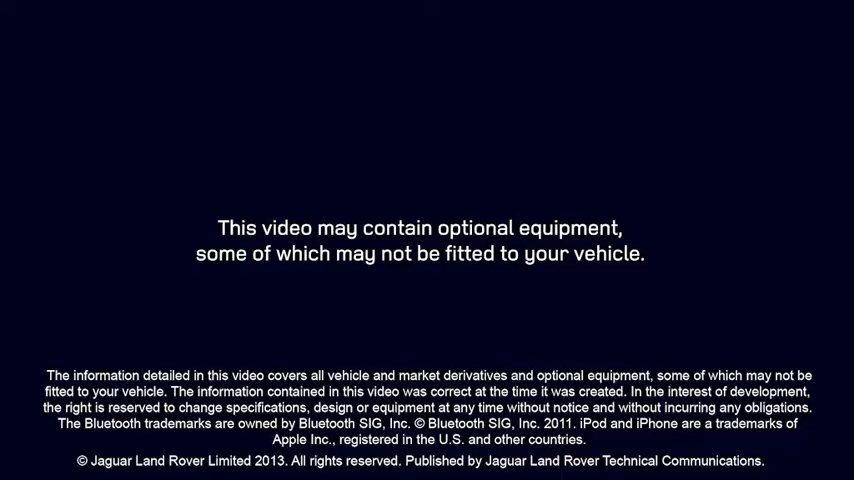 This video may contain optional equipment,
some of which may not be fitted to your vehicle.
The information detailed in this video covers all vehicle and market derivatives and optional equipment, some of which may not be
fitted to your vehicle. The information contained in this video was correct at the time it was created. In the interest of development,
the right is reserved to change specifications, design or equipment at any time without notice and without incurring any obligations.
The Bluetooth trademarks are owned by Bluetooth SIG, Inc. © Bluetooth SIG, Inc. 2011. iPod and iPhone are a trademarks of
Apple Inc., registered in the U.S. and other countries.
© Jaguar Land Rover Limited 2013. All rights reserved. Published by Jaguar Land Rover Technical Communications.